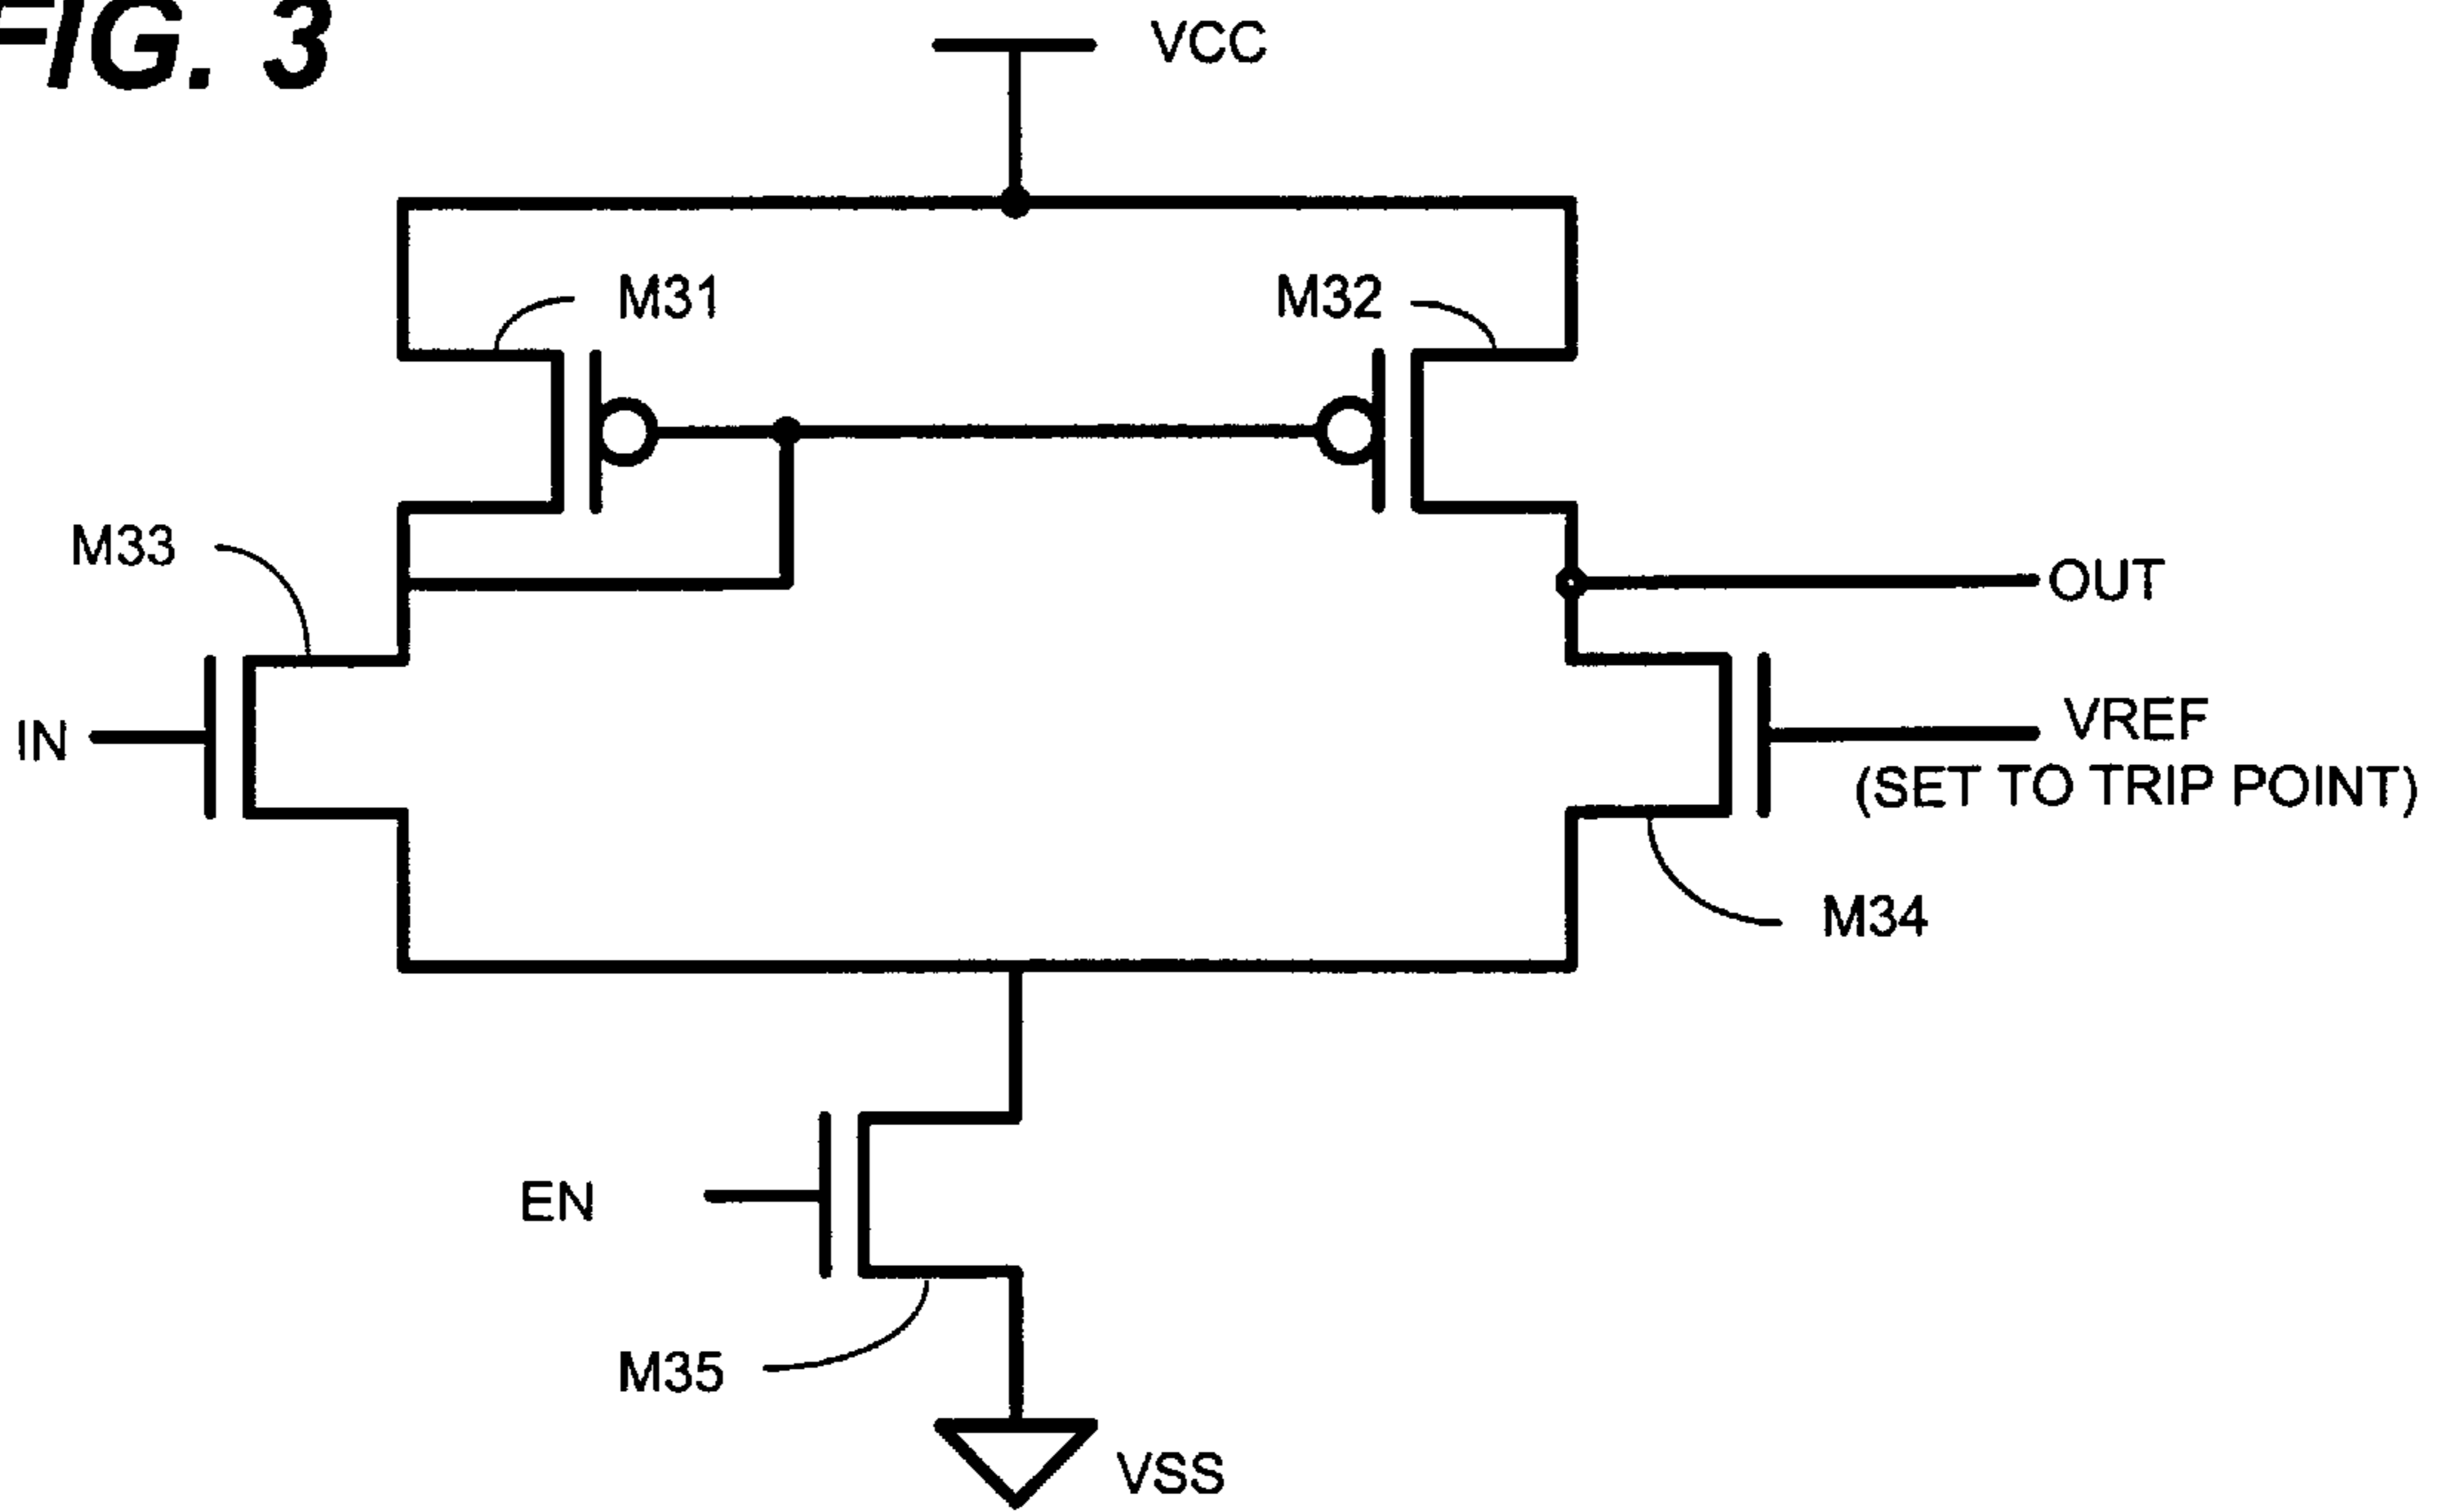 FIG. 3
VCC
M31
M32
M33
OUT
IN
VREF
(SET TO TRIP POINT)
M34
EN
M35
VSS